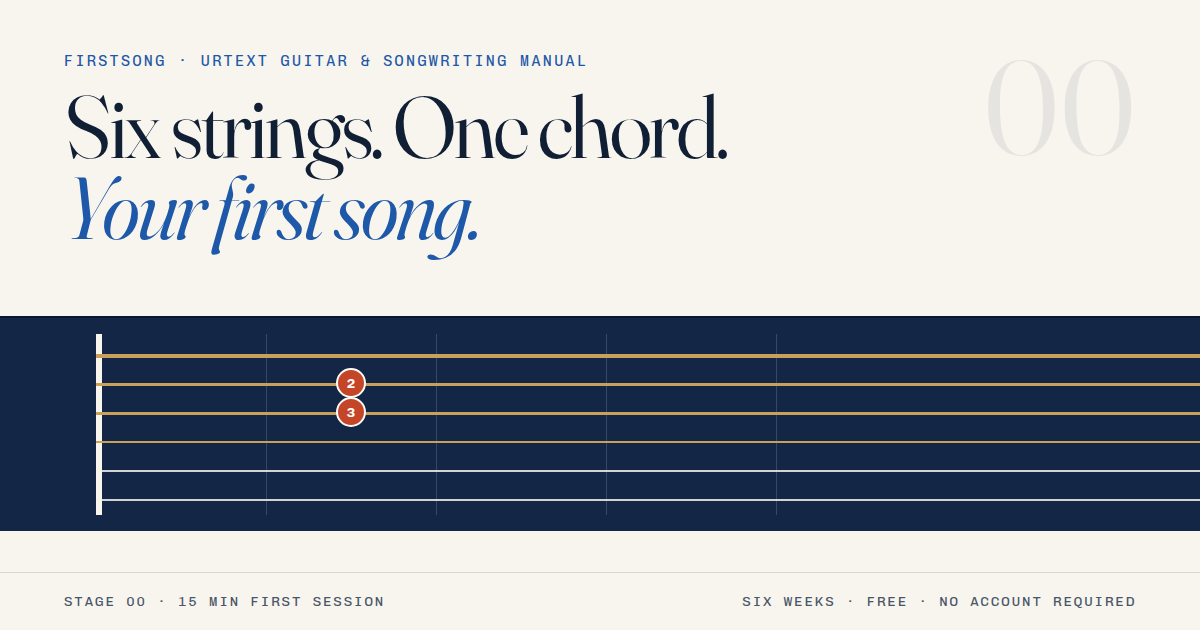 FIRSTSONG · URTEXT GUITAR & SONGWRITING MANUAL
00
Six strings. One chord.
Your first song.
2
3
STAGE 00 · 15 MIN FIRST SESSION
SIX WEEKS · FREE · NO ACCOUNT REQUIRED